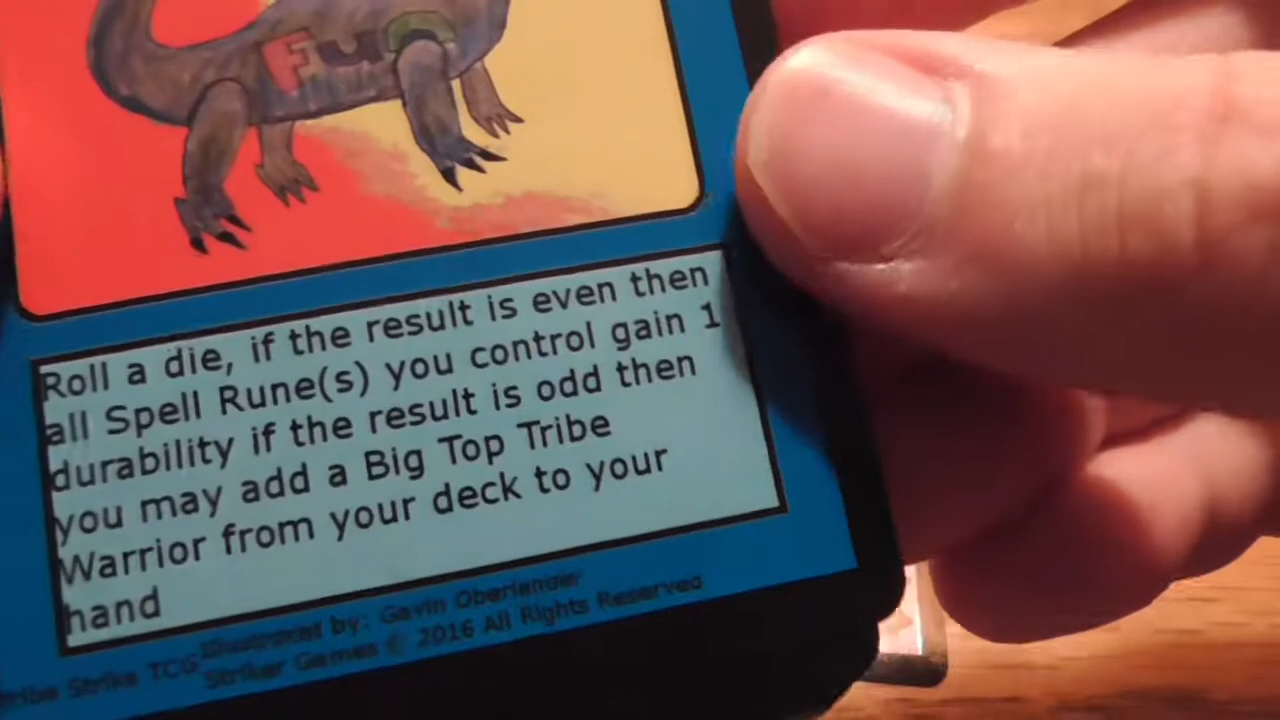 Fu
Roll a die, if the result is even then
all Spell Rune(s) you control gain 1
durability if the result is odd then
you may add a Big Top Tribe
Warrior from your deck to your
hand
Illustrated by: Gavin Oberlander
Tribe Strike TCG Striker Games © 2016 All Rights Reserved